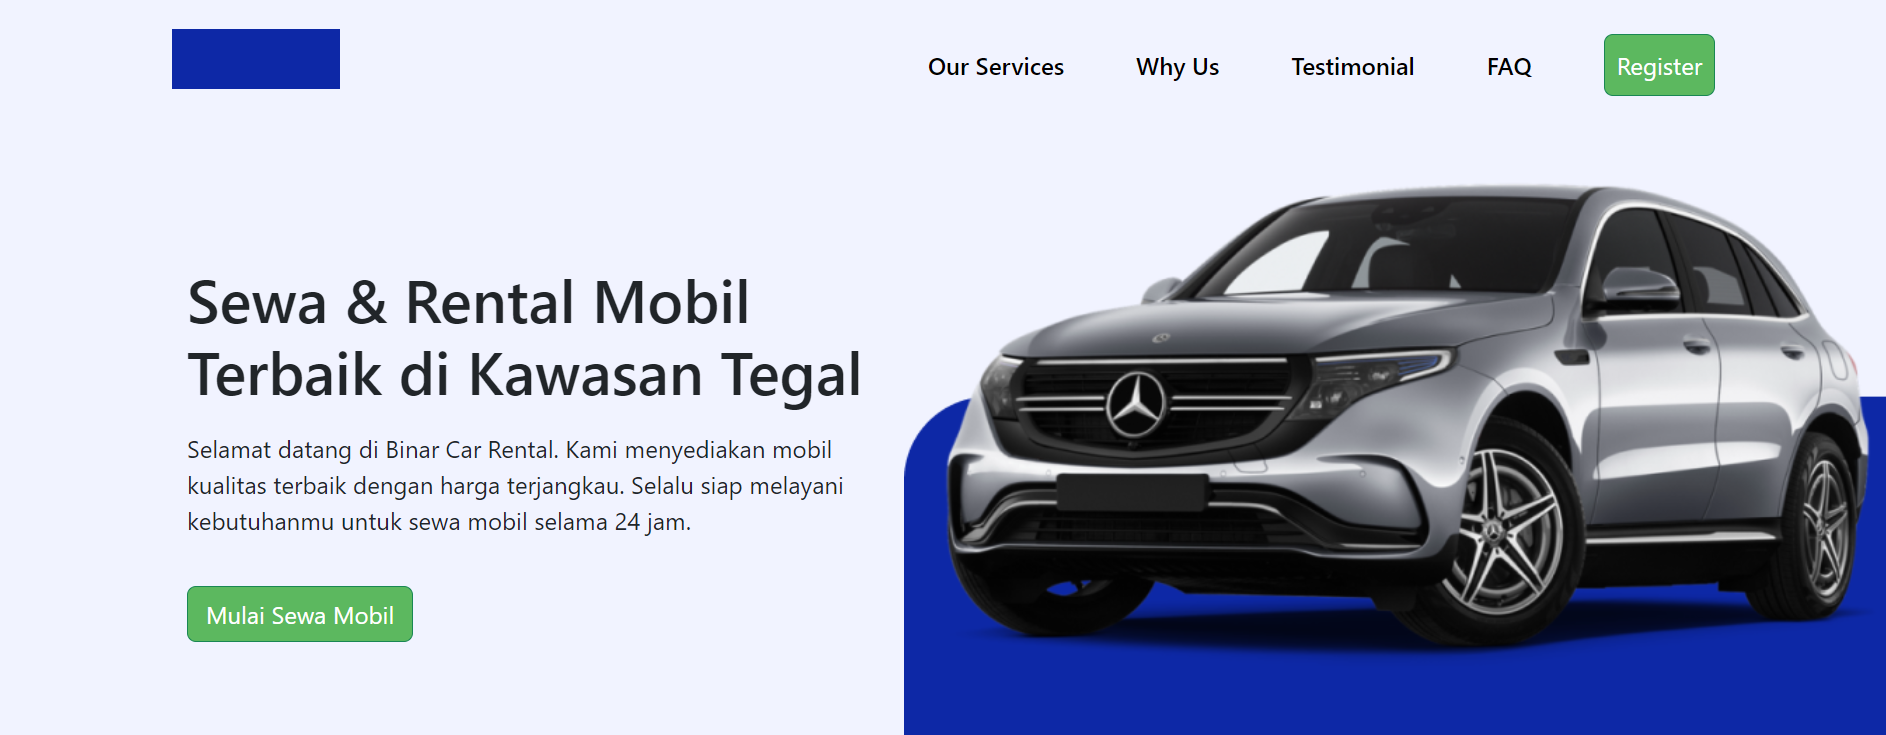 Our Services
Why Us
Testimonial
FAQ
Register
Sewa & Rental Mobil
Terbaik di Kawasan Tegal
Selamat datang di Binar Car Rental. Kami menyediakan mobil
kualitas terbaik dengan harga terjangkau. Selalu siap melayani
kebutuhanmu untuk sewa mobil selama 24 jam.
Mulai Sewa Mobil